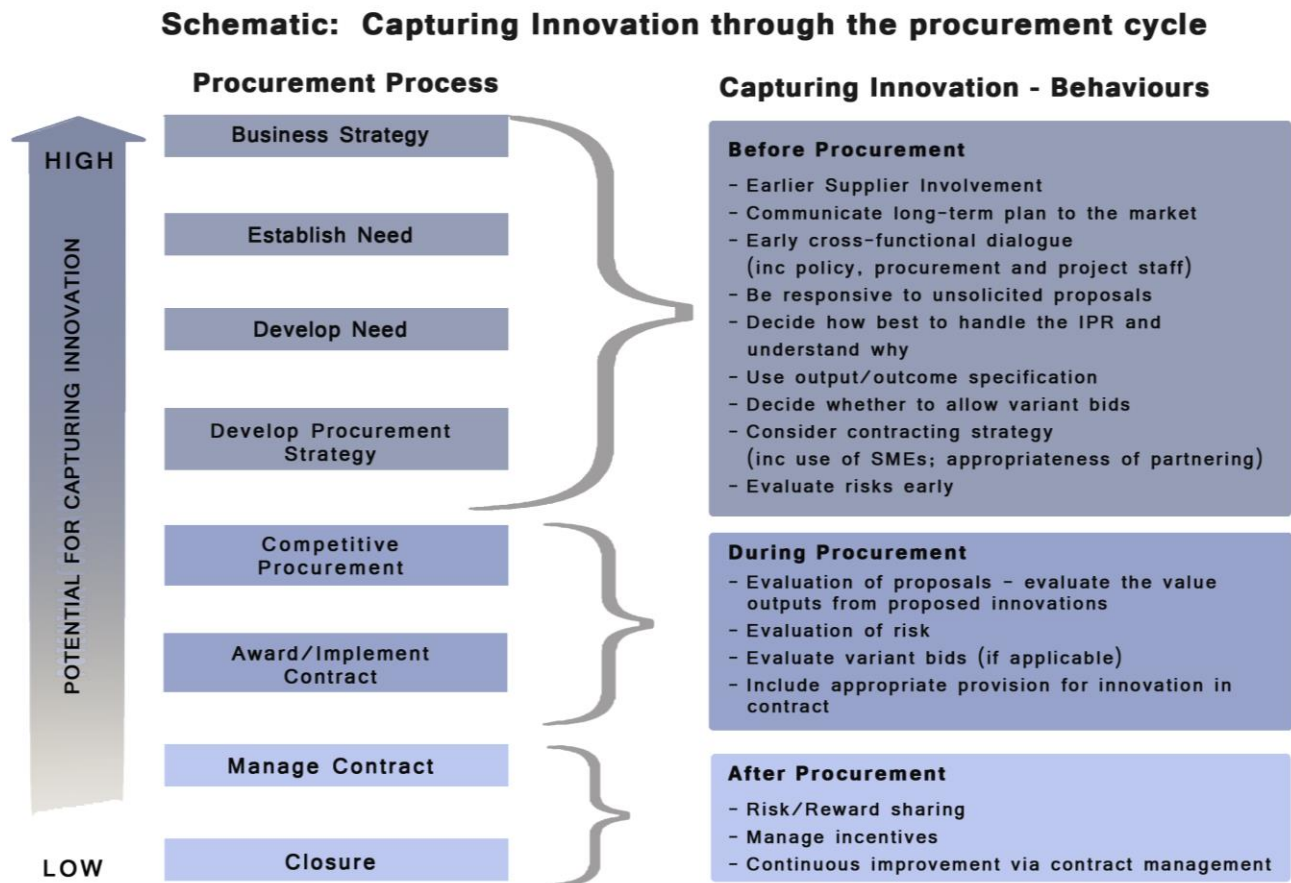 Schematic: Capturing Innovation through the procurement cycle
Procurement Process
Capturing Innovation - Behaviours
HIGH
POTENTIAL FOR CAPTURING INNOVATION
LOW
Business Strategy
Establish Need
Develop Need
Develop Procurement
Strategy
Competitive
Procurement
Award/Implement
Contract
Manage Contract
Closure
Before Procurement
- Earlier Supplier Involvement
- Communicate long-term plan to the market
- Early cross-functional dialogue
(inc policy, procurement and project staff)
- Be responsive to unsolicited proposals
- Decide how best to handle the IPR and
understand why
- Use output/outcome specification
- Decide whether to allow variant bids
- Consider contracting strategy
(inc use of SMEs; appropriateness of partnering)
- Evaluate risks early
During Procurement
- Evaluation of proposals - evaluate the value
outputs from proposed innovations
- Evaluation of risk
- Evaluate variant bids (if applicable)
- Include appropriate provision for innovation in
contract
After Procurement
- Risk/Reward sharing
- Manage incentives
- Continuous improvement via contract management